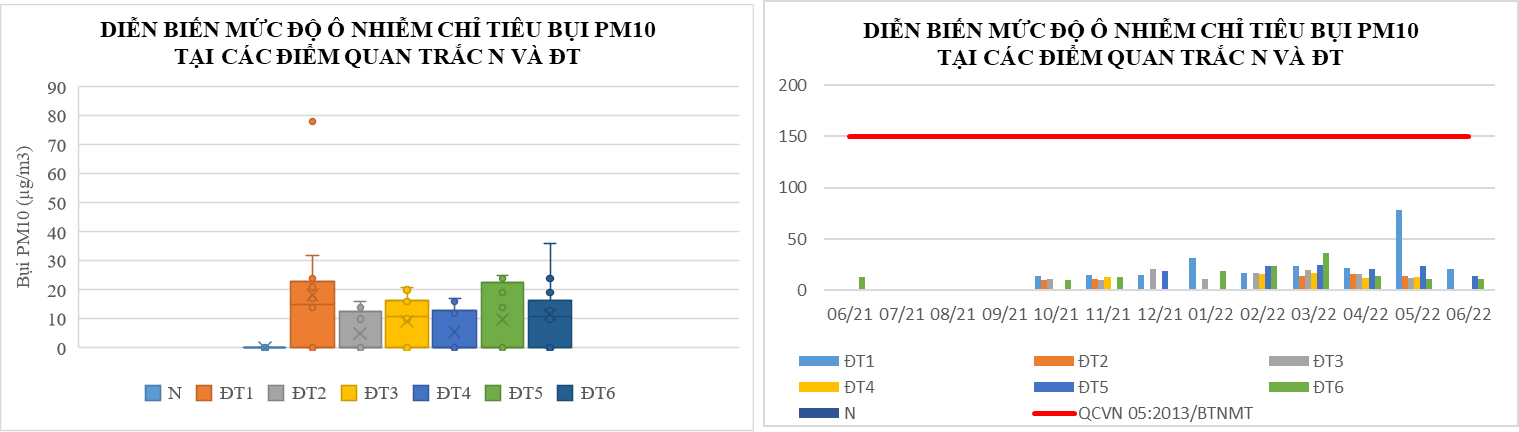 DIỄN BIẾN MỨC ĐỘ Ô NHIỄM CHỈ TIÊU BỤI PM10
TẠI CÁC ĐIỂM QUAN TRẮC N VÀ ĐT
Bụi PM10 (µg/m3)
90
80
70
60
50
40
30
20
10
0
N ĐT1 ĐT2 ĐT3 ĐT4 ĐT5 ĐT6
DIỄN BIẾN MỨC ĐỘ Ô NHIỄM CHỈ TIÊU BỤI PM10
TẠI CÁC ĐIỂM QUAN TRẮC N VÀ ĐT
200
150
100
50
0
06/21 07/21 08/21 09/21 10/21 11/21 12/21 01/22 02/22 03/22 04/22 05/22 06/22
ĐT1 ĐT2 ĐT3
ĐT4 ĐT5 ĐT6
N QCVN 05:2013/BTNMT